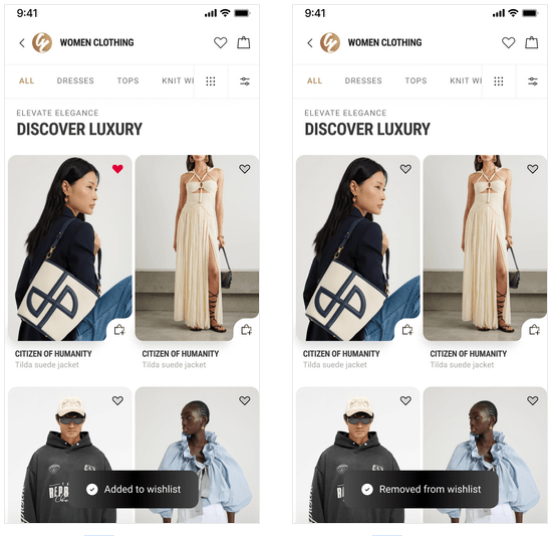 9:41
WOMEN CLOTHING
ALL DRESSES TOPS KNIT WE
ELEVATE ELEGANCE
DISCOVER LUXURY
CITIZEN OF HUMANITY
Tilda suede jacket
CITIZEN OF HUMANITY
Tilda suede jacket
Added to wishlist
9:41
WOMEN CLOTHING
ALL DRESSES TOPS KNIT WE
ELEVATE ELEGANCE
DISCOVER LUXURY
CITIZEN OF HUMANITY
Tilda suede jacket
CITIZEN OF HUMANITY
Tilda suede jacket
Removed from wishlist